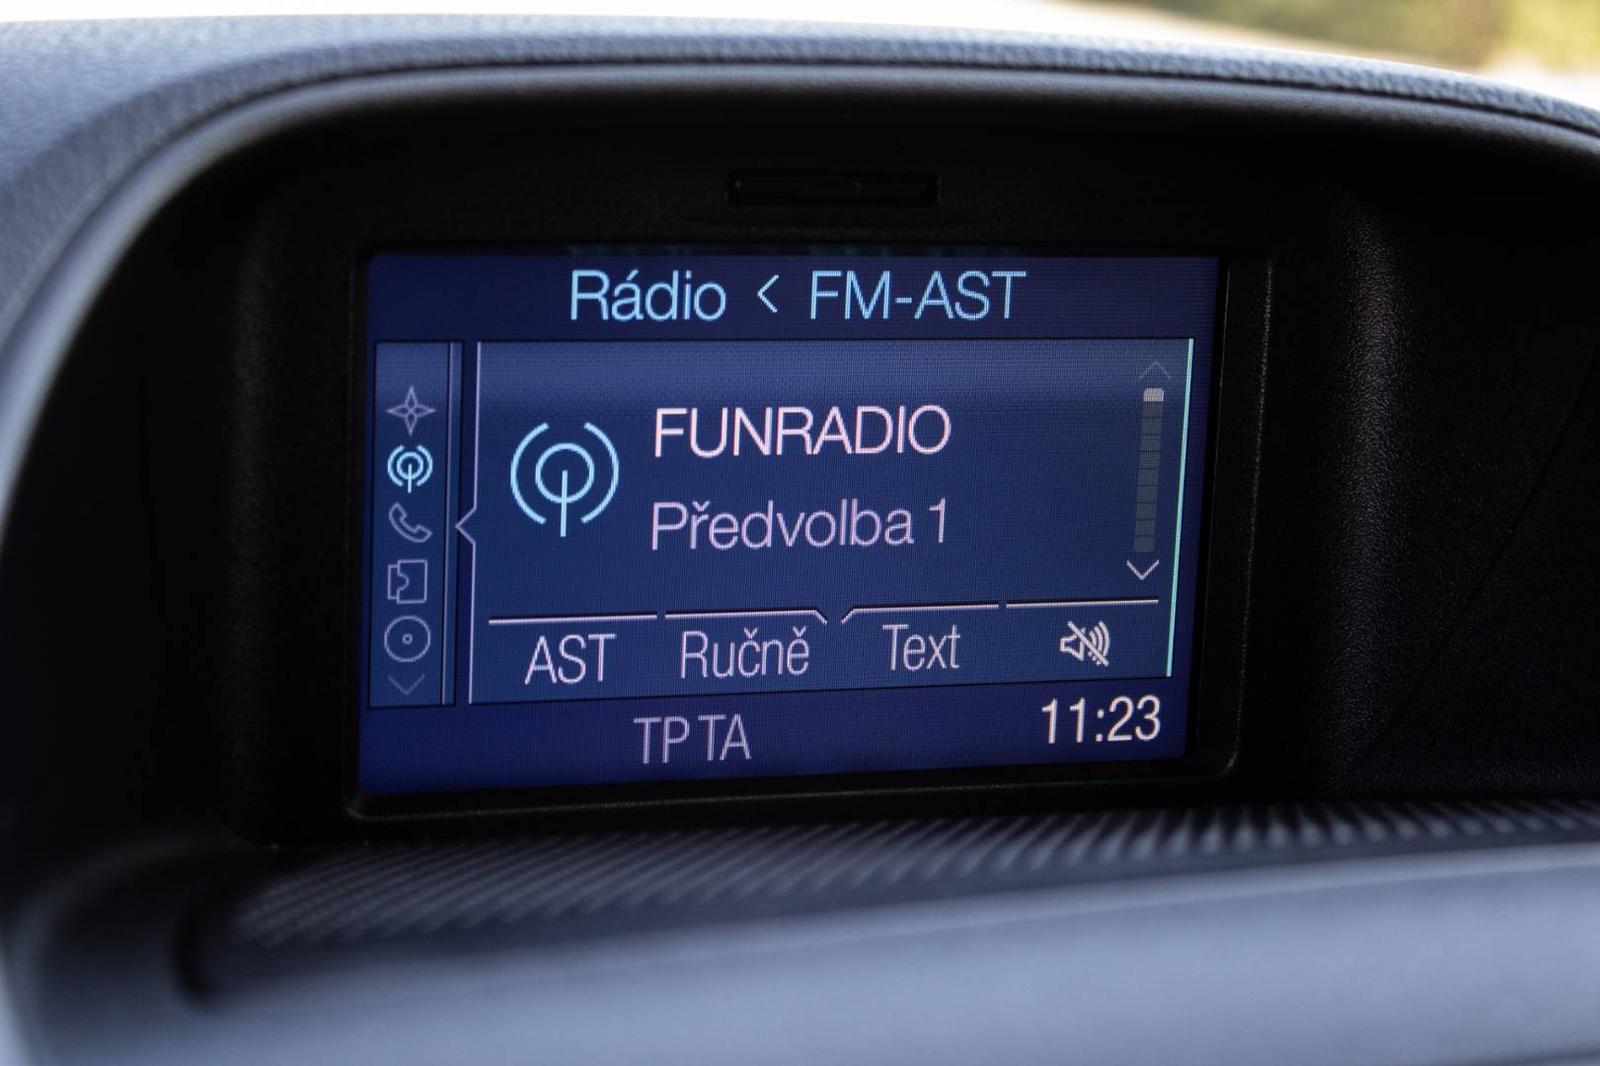 Rádio < FM-AST
FUNRADIO
Předvolba 1
AST Ručně Text
TP TA 11:23